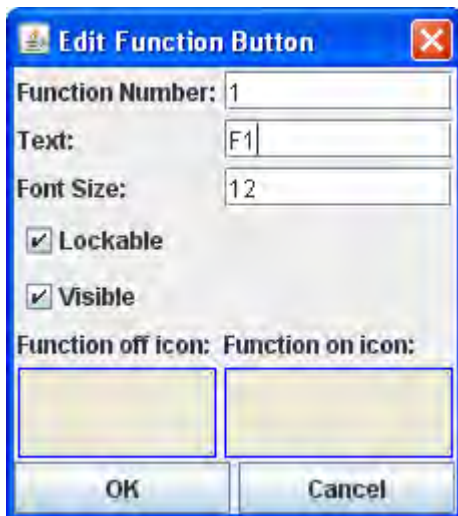 Edit Function Button
Function Number: 1
Text: F1
Font Size: 12
Lockable
Visible
Function off icon: Function on icon:
OK Cancel